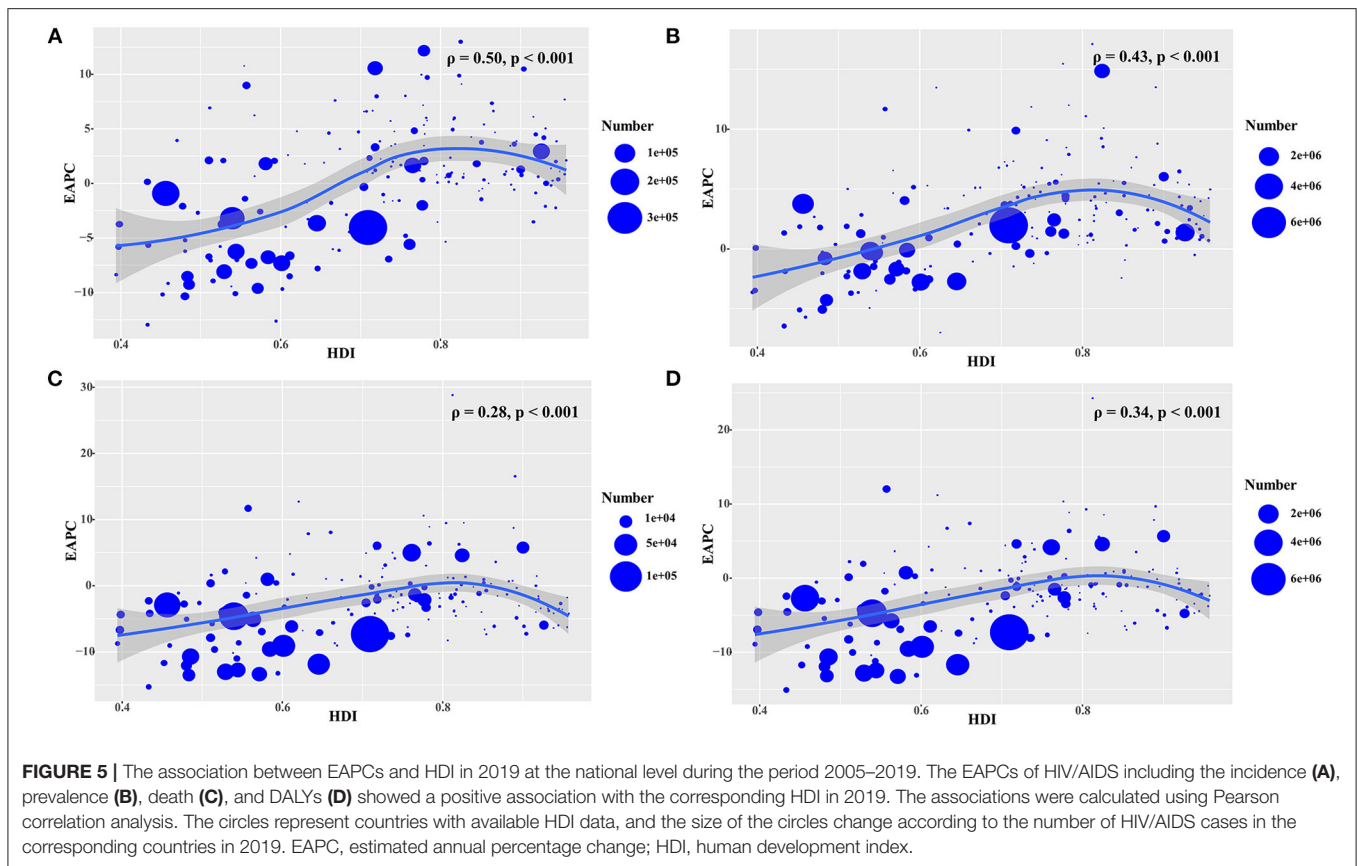 A
ρ = 0.50, p < 0.001
EAPC
10
5
0
−5
−10
0.4
0.6
0.8
HDI
Number
1e+05
2e+05
3e+05
B
ρ = 0.43, p < 0.001
EAPC
10
0
0.4
0.6
0.8
HDI
Number
2e+06
4e+06
6e+06
C
ρ = 0.28, p < 0.001
EAPC
30
20
10
0
−10
0.4
0.6
0.8
HDI
Number
1e+04
5e+04
1e+05
D
ρ = 0.34, p < 0.001
EAPC
20
10
0
−10
0.4
0.6
0.8
HDI
Number
2e+06
4e+06
6e+06
FIGURE 5 | The association between EAPCs and HDI in 2019 at the national level during the period 2005–2019. The EAPCs of HIV/AIDS including the incidence (A),
prevalence (B), death (C), and DALYs (D) showed a positive association with the corresponding HDI in 2019. The associations were calculated using Pearson
correlation analysis. The circles represent countries with available HDI data, and the size of the circles change according to the number of HIV/AIDS cases in the
corresponding countries in 2019. EAPC, estimated annual percentage change; HDI, human development index.